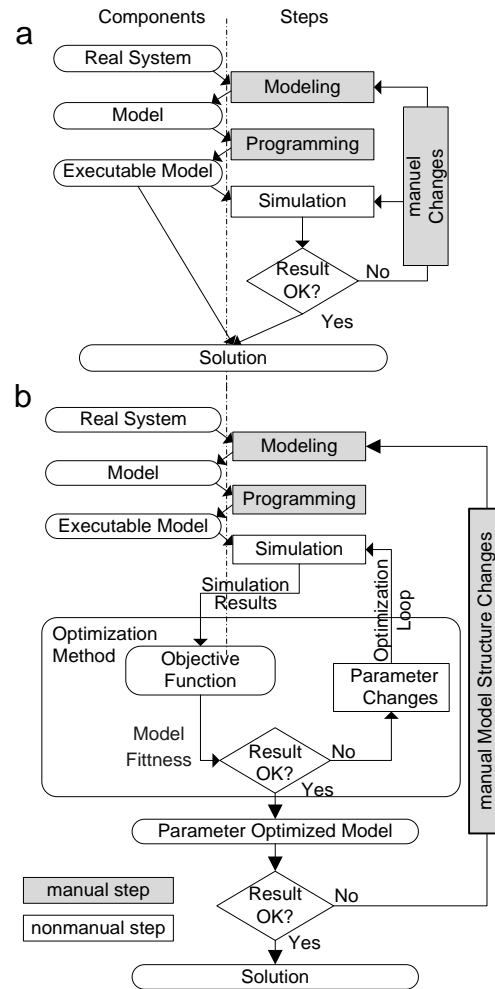 Components Steps
a
Real System
Modeling
Model
Programming
Executable Model
Simulation
manuel
Changes
Result
OK?
No
Yes
Solution
b
Real System
Modeling
Model
Programming
Executable Model
Simulation
Simulation
Results
Optimization
Loop
manual Model Structure Changes
Optimization
Method
Objective
Function
Parameter
Changes
Model
Fittness
Result
OK?
No
Yes
Parameter Optimized Model
manual step
nonmanual step
Result
OK?
No
Yes
Solution